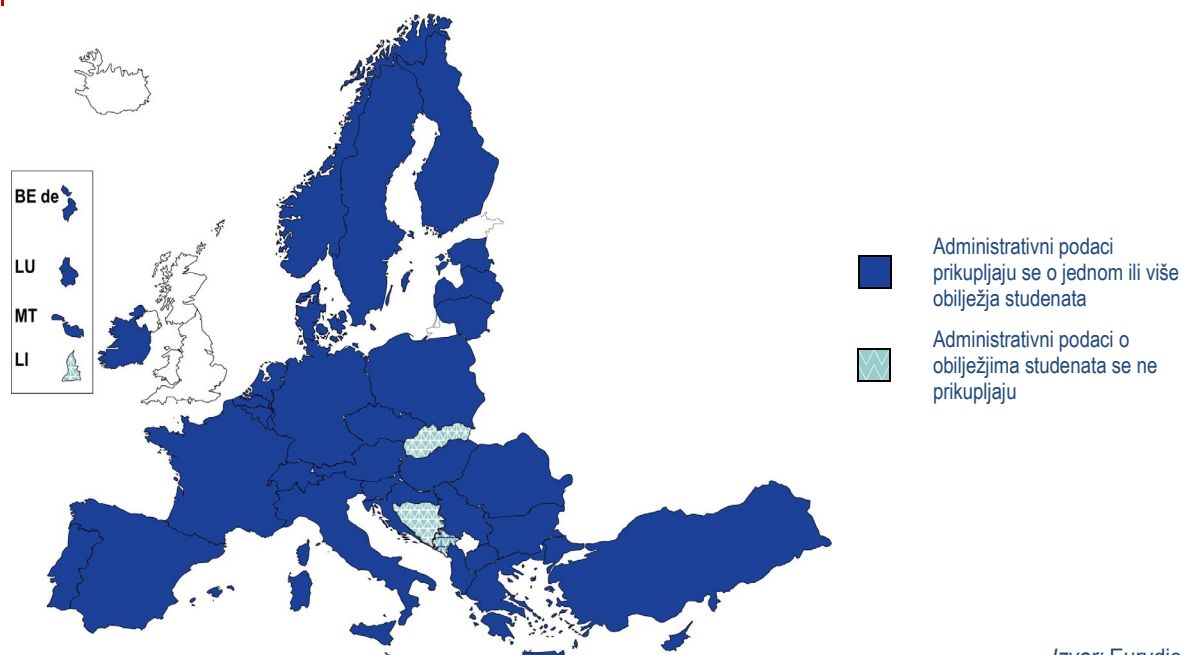 BE de
LU
MT
LI
Administrativni podaci
prikupljaju se o jednom ili više
obilježja studenata
Administrativni podaci o
obilježjima studenata se ne
prikupljaju
Izvor: